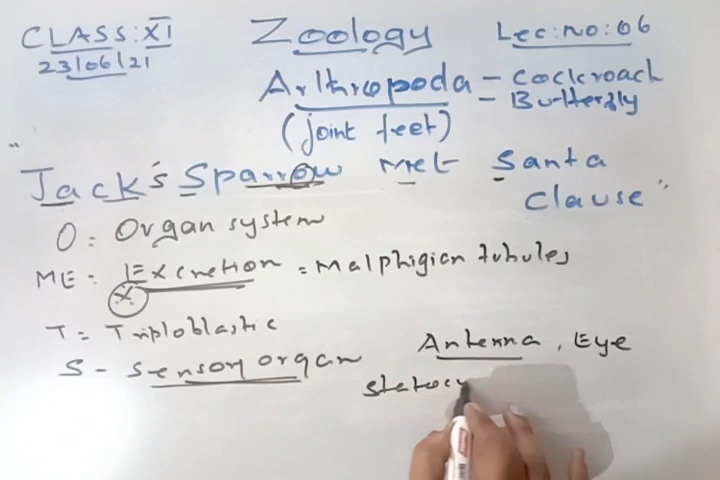 CLASS: XI Zoology Lec: no: 06
23/06/21
Arthropoda - Cockroach
- Butterfly
(joint feet)
"Jack's Sparrow Met Santa
Clause"
O: Organ system
ME: Excretion = Malphigian tubules
X
T = Triploblastic
S - Sensory organ Antenna, Eye
Statocy